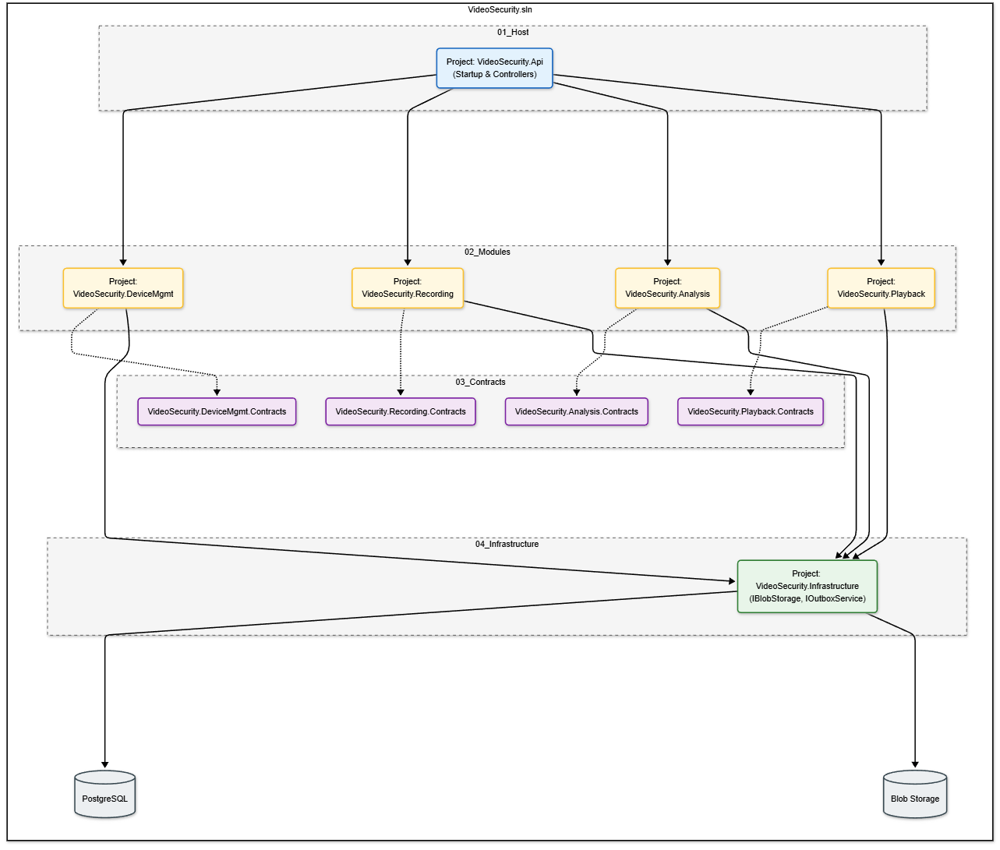 VideoSecurity.sln
01_Host
Project: VideoSecurity.Api
(Startup & Controllers)
02_Modules
Project:
VideoSecurity.DeviceMgmt
Project:
VideoSecurity.Recording
Project:
VideoSecurity.Analysis
Project:
VideoSecurity.Playback
03_Contracts
VideoSecurity.DeviceMgmt.Contracts
VideoSecurity.Recording.Contracts
VideoSecurity.Analysis.Contracts
VideoSecurity.Playback.Contracts
04_Infrastructure
Project:
VideoSecurity.Infrastructure
(IBlobStorage, IOutboxService)
PostgreSQL
Blob Storage